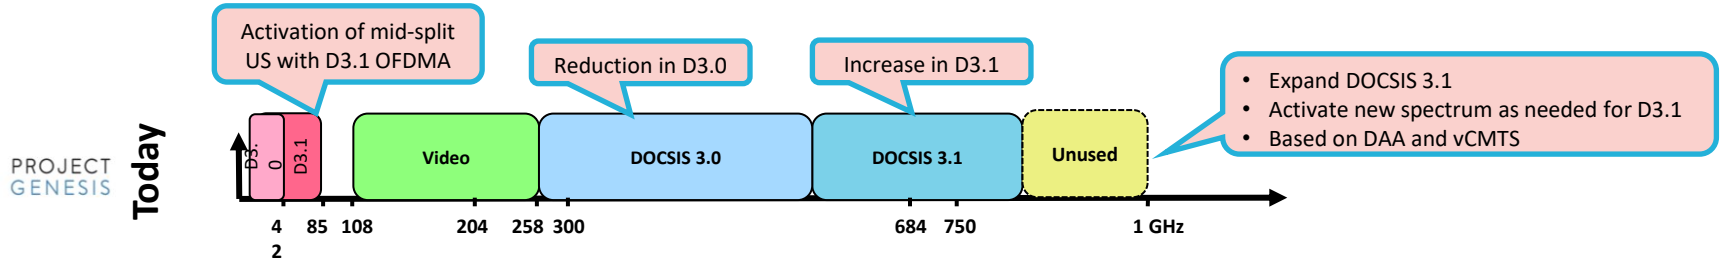 PROJECT
GENESIS
Today
Activation of mid-split
US with D3.1 OFDMA
Reduction in D3.0
Increase in D3.1
• Expand DOCSIS 3.1
• Activate new spectrum as needed for D3.1
• Based on DAA and vCMTS
D3.
0
D3.1
Video
DOCSIS 3.0
DOCSIS 3.1
Unused
4
2
85
108
204
258
300
684
750
1 GHz